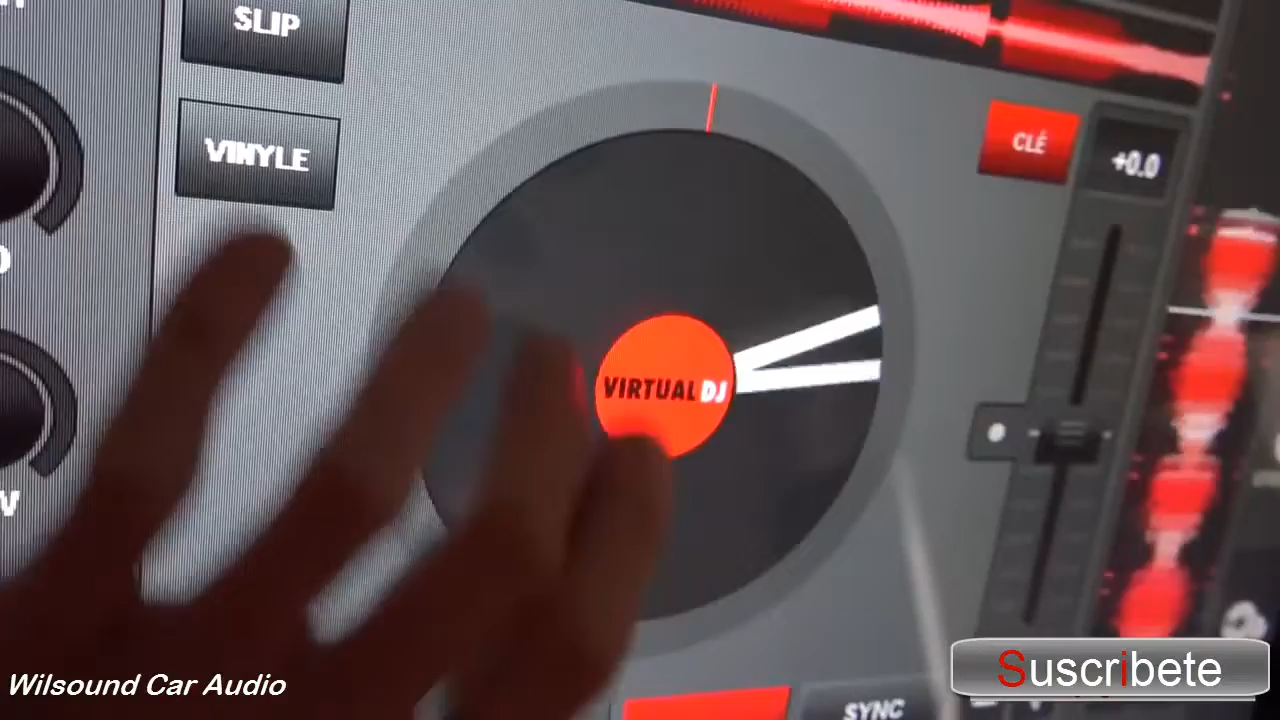 SLIP
VINYLE
CLÉ
+0.0
VIRTUAL DJ
SYNC
Wilsound Car Audio
Suscribete